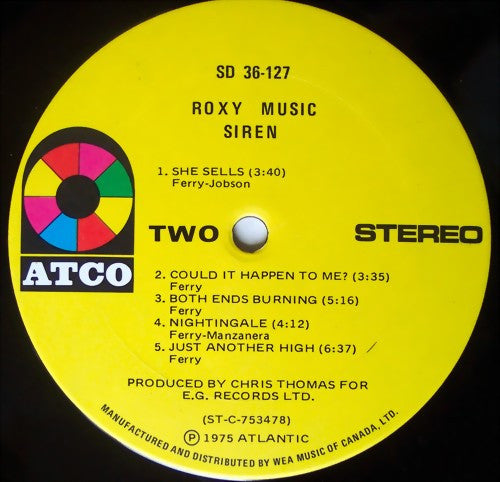 SD 36-127
ROXY MUSIC
SIREN
1. SHE SELLS (3:40)
Ferry-Jobson
ATCO
TWO
STEREO
2. COULD IT HAPPEN TO ME? (3:35)
Ferry
3. BOTH ENDS BURNING (5:16)
Ferry
4. NIGHTINGALE (4:12)
Ferry-Manzanera
5. JUST ANOTHER HIGH (6:37)
Ferry
PRODUCED BY CHRIS THOMAS FOR
E.G. RECORDS LTD.
(ST-C-753478)
℗ 1975 ATLANTIC
MANUFACTURED AND DISTRIBUTED BY WEA MUSIC OF CANADA, LTD.